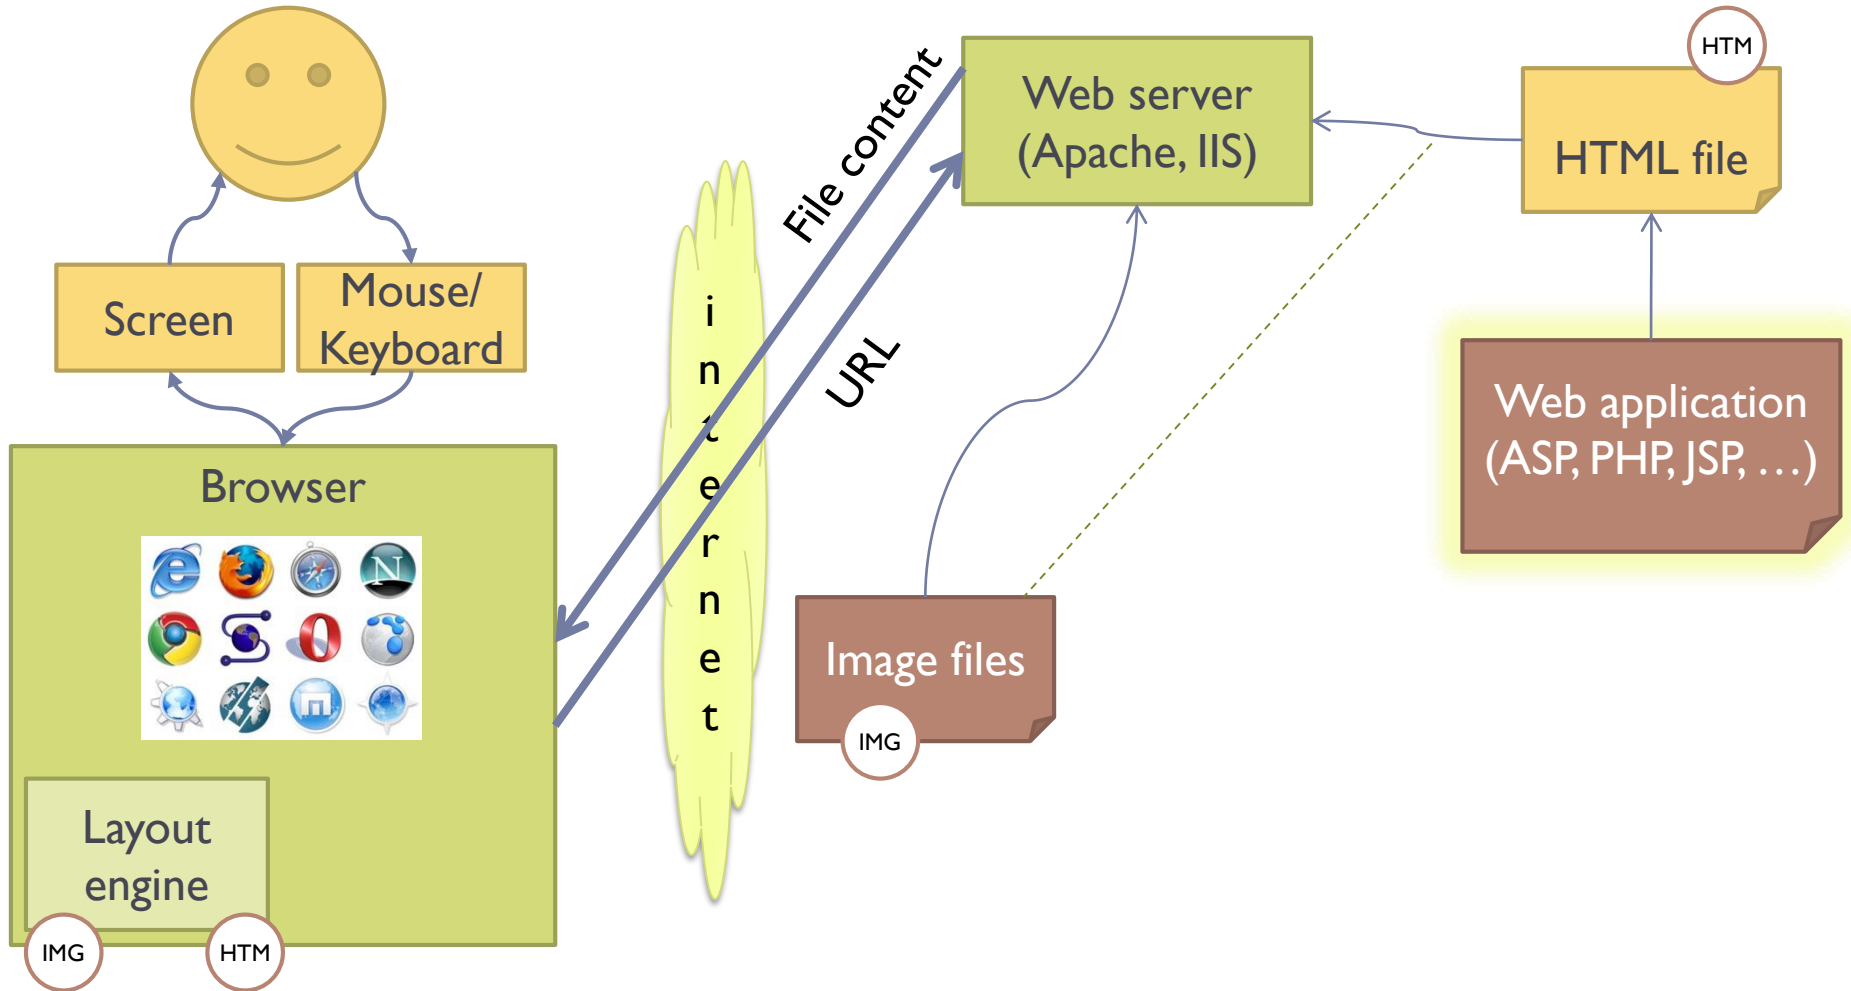 HTM
Web server
(Apache, IIS)
HTML file
File content
Screen
Mouse/
Keyboard
internet
URL
Web application
(ASP, PHP, JSP, …)
Browser
N
Image files
IMG
Layout
engine
IMG
HTM